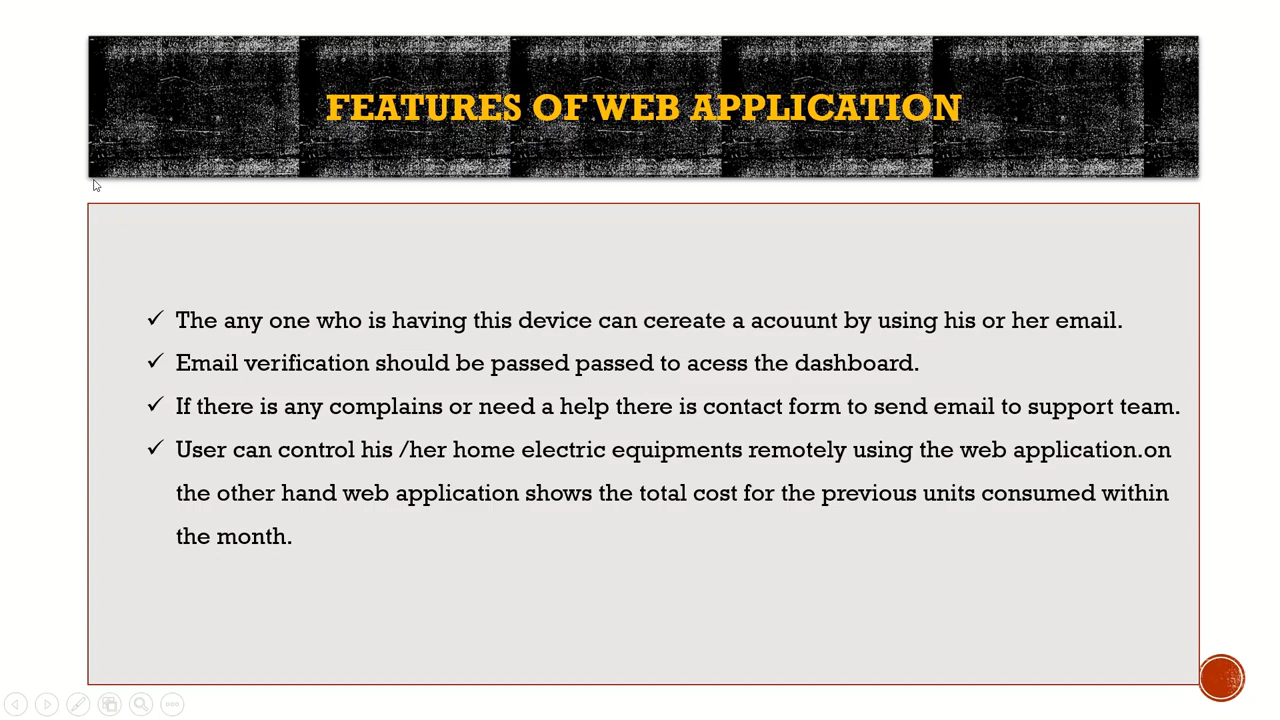 FEATURES OF WEB APPLICATION
✓ The any one who is having this device can cereate a acouunt by using his or her email.
✓ Email verification should be passed passed to acess the dashboard.
✓ If there is any complains or need a help there is contact form to send email to support team.
✓ User can control his /her home electric equipments remotely using the web application.on
the other hand web application shows the total cost for the previous units consumed within
the month.